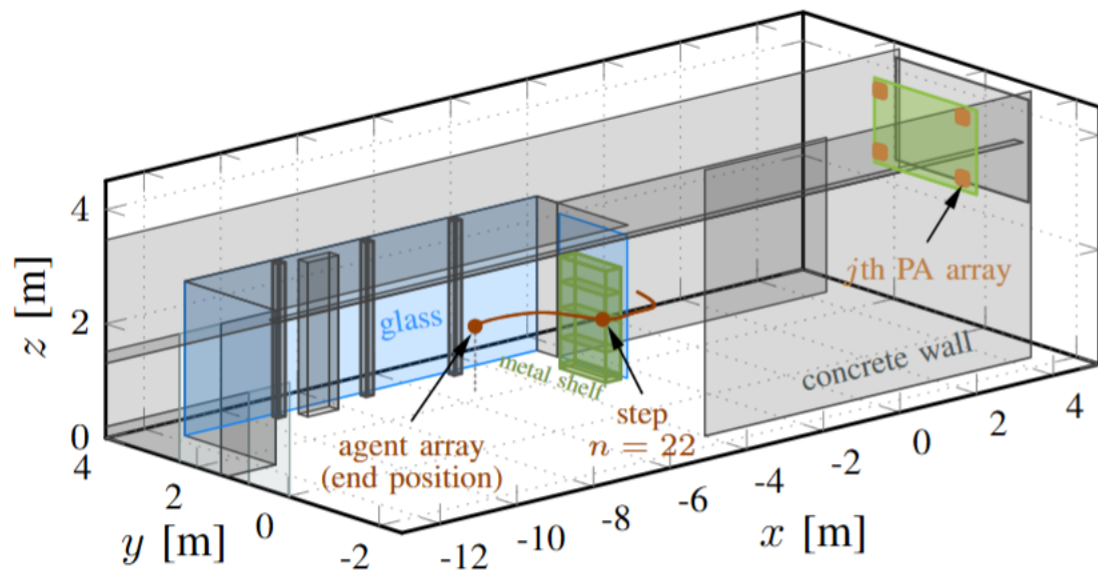 4
2
0
z [m]
4
2
0
-2
y [m]
-12
-10
-8
-6
-4
-2
0
2
4
x [m]
glass
metal shelf
agent array
(end position)
step
n = 22
concrete wall
jth PA array